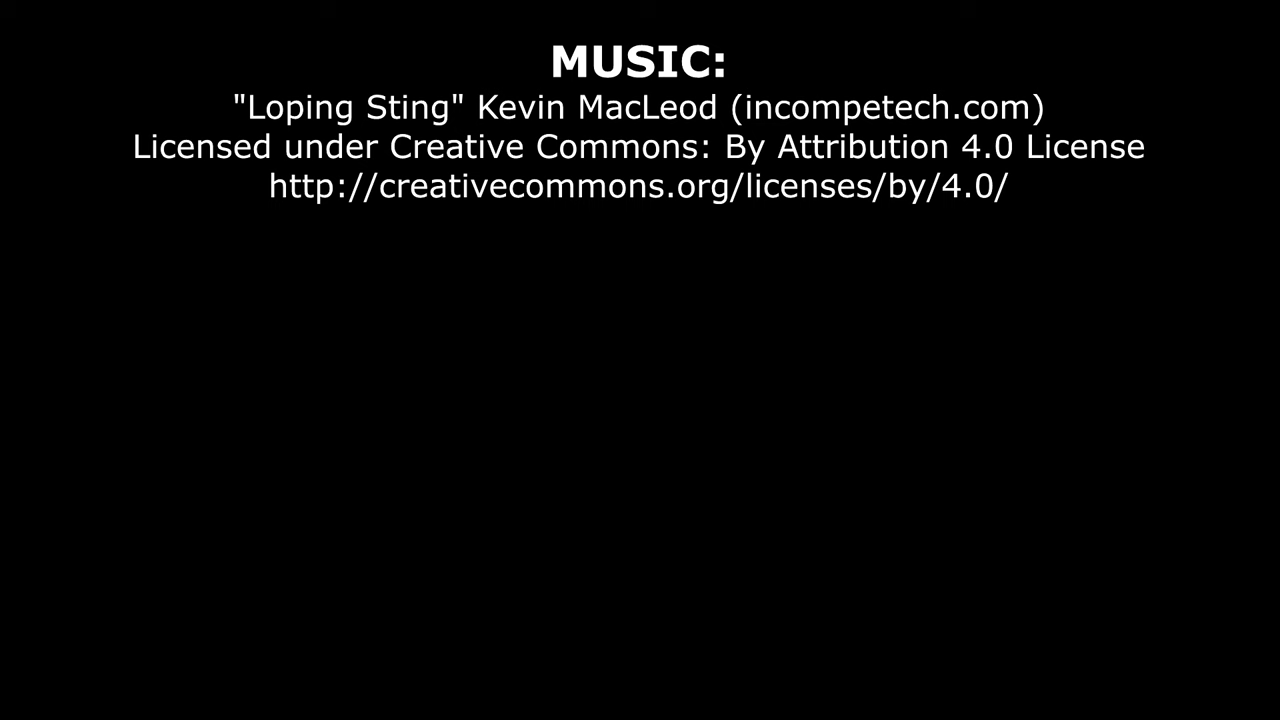 MUSIC:
"Loping Sting" Kevin MacLeod (incompetech.com)
Licensed under Creative Commons: By Attribution 4.0 License
http://creativecommons.org/licenses/by/4.0/